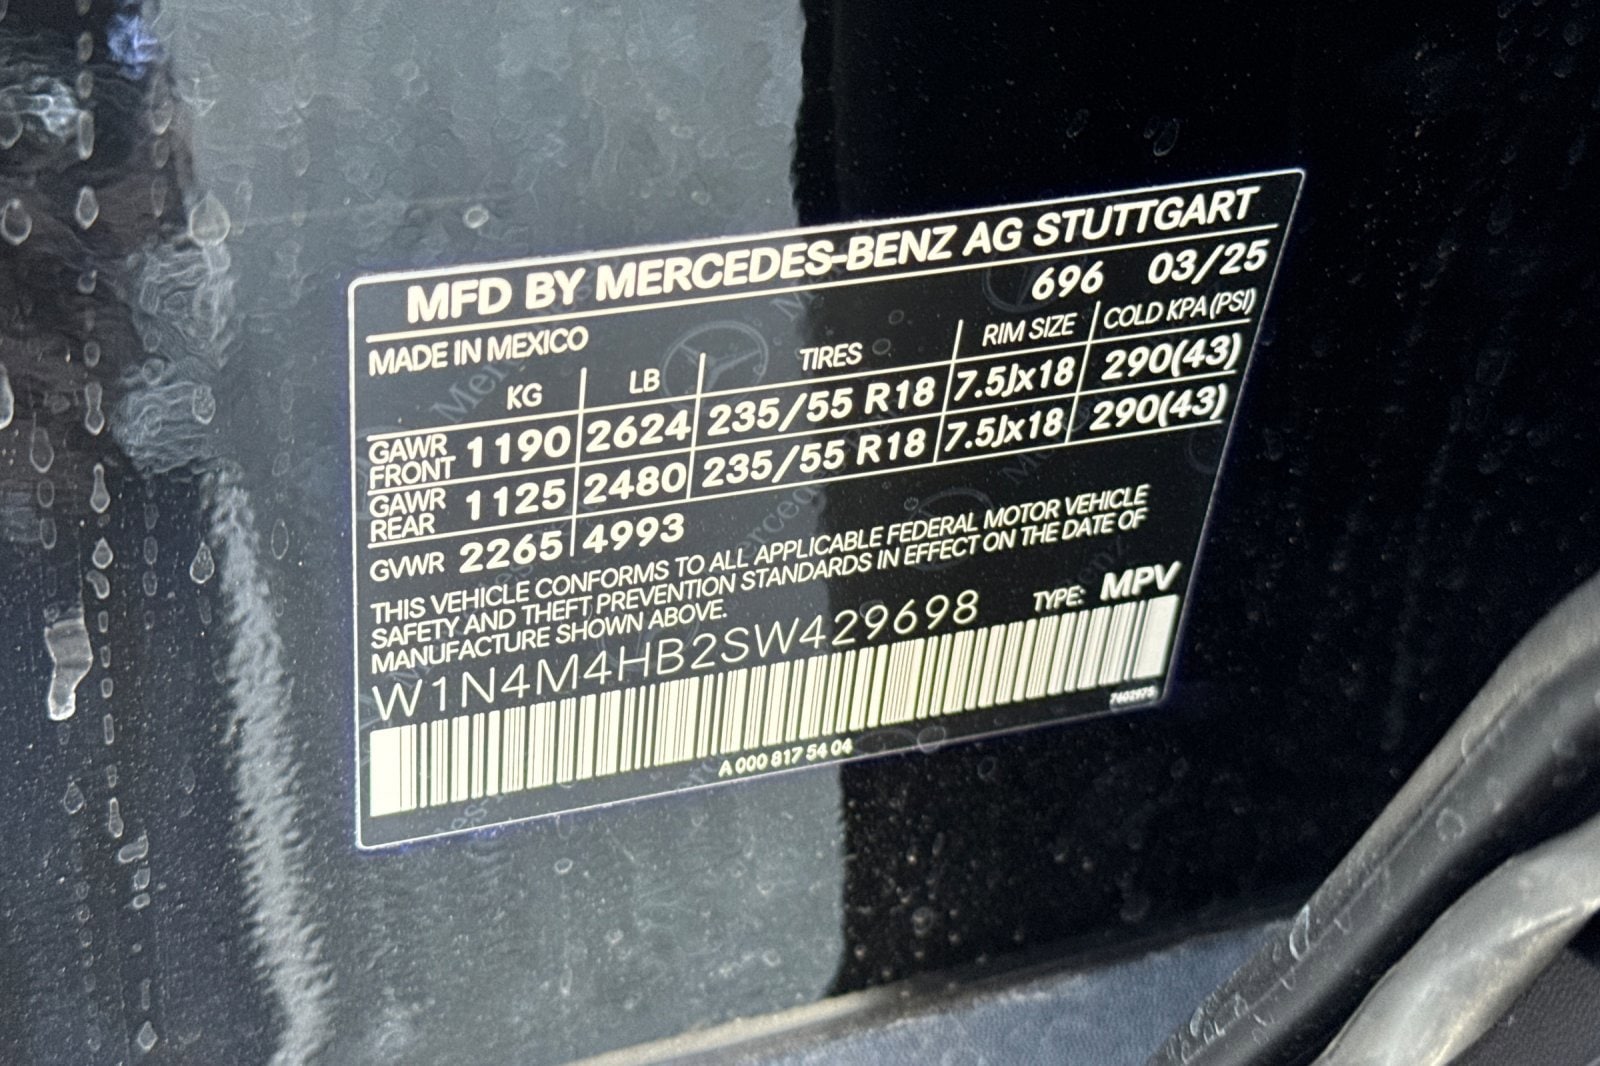 MFD BY MERCEDES-BENZ AG STUTTGART
MADE IN MEXICO 696 03/25
KG LB TIRES RIM SIZE COLD KPA (PSI)
GAWR FRONT 1190 2624 235/55 R18 7.5Jx18 290(43)
GAWR REAR 1125 2480 235/55 R18 7.5Jx18 290(43)
GVWR 2265 4993
THIS VEHICLE CONFORMS TO ALL APPLICABLE FEDERAL MOTOR VEHICLE
SAFETY AND THEFT PREVENTION STANDARDS IN EFFECT ON THE DATE OF
MANUFACTURE SHOWN ABOVE.
W1N4M4HB2SW429698 TYPE: MPV
7602975
A 000 817 54 04